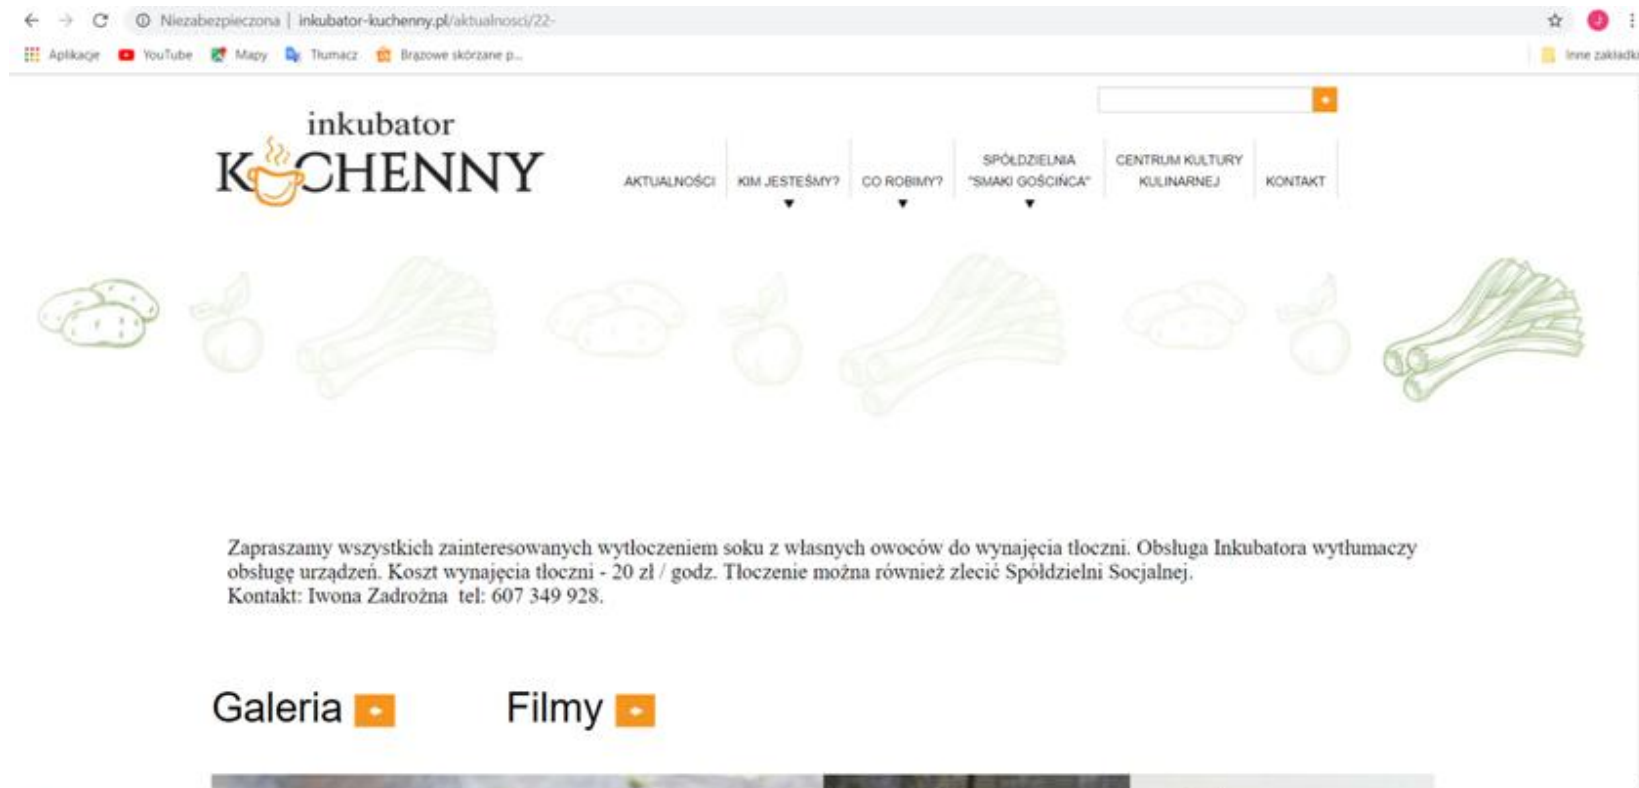 Niezabezpieczona | inkubator-kuchenny.pl/aktualnosci/22-
Aplikacje YouTube Mapy Tłumacz Brązowe skórzane p... Inne zakładki
inkubator
KUCHENNY
AKTUALNOŚCI KIM JESTEŚMY? CO ROBIMY? SPÓŁDZIELNIA "SMAKI GOŚCIŃCA" CENTRUM KULTURY KULINARNEJ KONTAKT
Zapraszamy wszystkich zainteresowanych wytłoczeniem soku z własnych owoców do wynajęcia tłoczni. Obsługa Inkubatora wytłumaczy
obsługę urządzeń. Koszt wynajęcia tłoczni - 20 zł / godz. Tłoczenie można również zlecić Spółdzielni Socjalnej.
Kontakt: Iwona Zadrożna  tel: 607 349 928.
Galeria Filmy